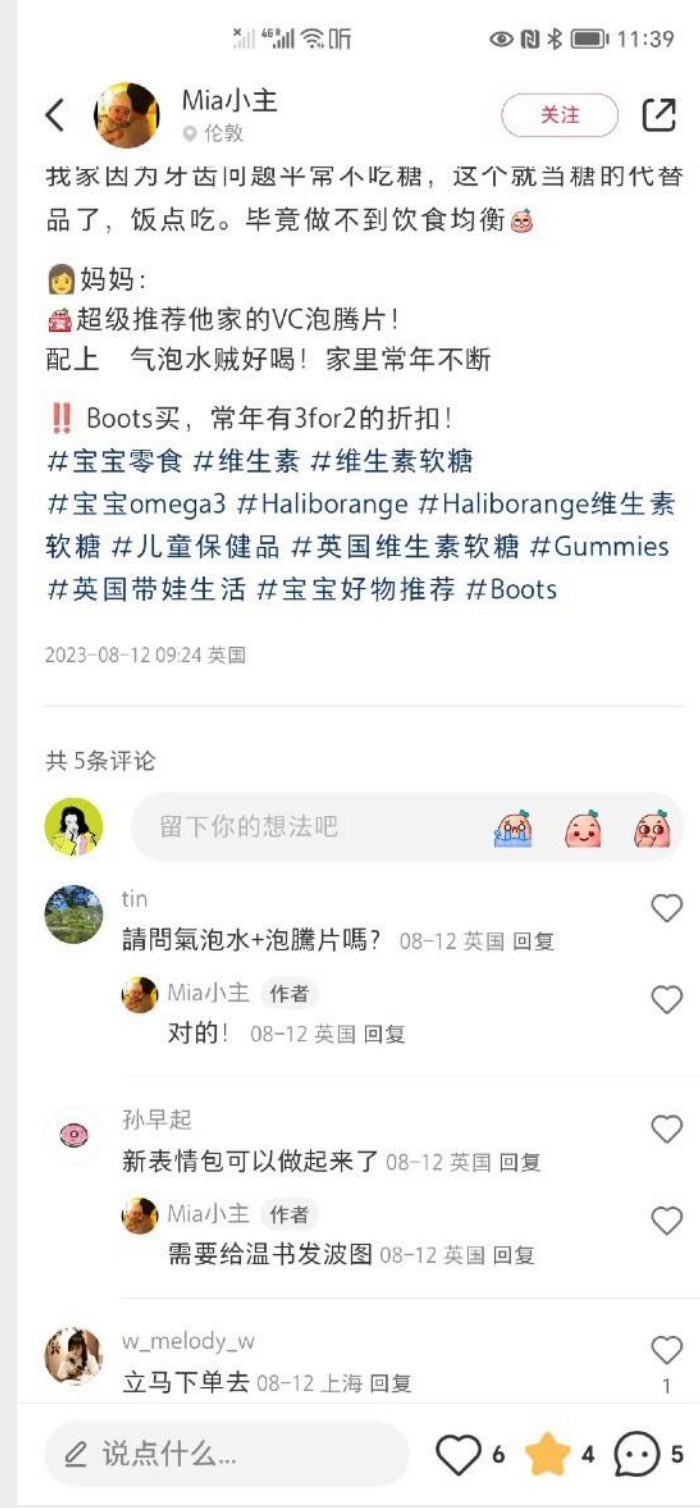 11:39
Mia小主
关注
伦敦
我家因为牙齿问题平常不吃糖，这个就当糖的代替
品了，饭点吃。毕竟做不到饮食均衡
妈妈：
超级推荐他家的VC泡腾片！
配上 气泡水贼好喝！家里常年不断
‼️ Boots买，常年有3for2的折扣！
#宝宝零食 #维生素 #维生素软糖
#宝宝omega3 #Haliborange #Haliborange维生素
软糖 #儿童保健品 #英国维生素软糖 #Gummies
#英国带娃生活 #宝宝好物推荐 #Boots
2023-08-12 09:24 英国
共 5条评论
留下你的想法吧
tin
請問氣泡水+泡騰片嗎？ 08-12 英国 回复
Mia小主 作者
对的！ 08-12 英国 回复
孙早起
新表情包可以做起来了 08-12 英国 回复
Mia小主 作者
需要给温书发波图 08-12 英国 回复
w_melody_w
立马下单去 08-12 上海 回复
1
说点什么... 6 4 5